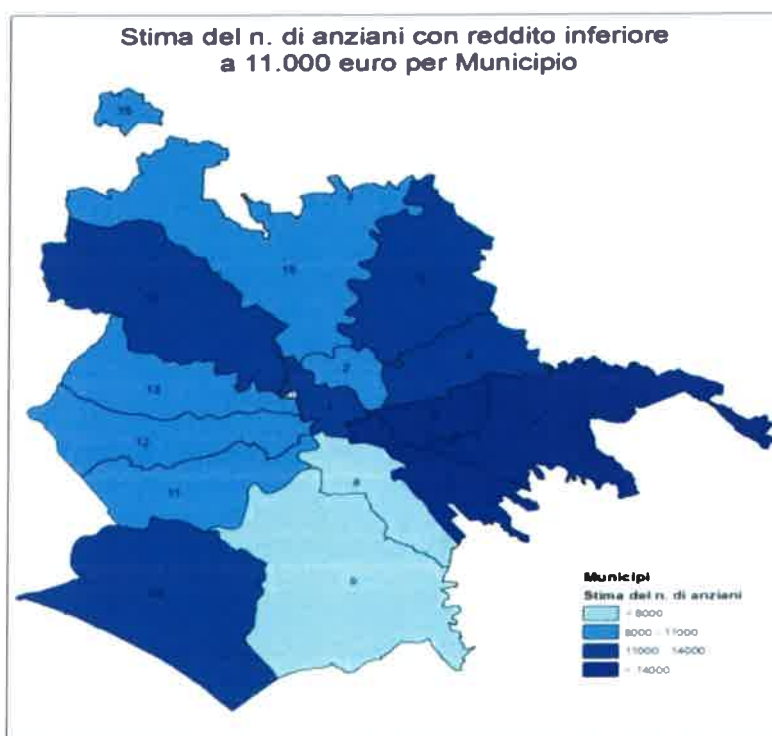 Stima del n. di anziani con reddito inferiore
a 11.000 euro per Municipio
15
15
2
13
12
11
8
9
Municipi
Stima del n. di anziani
< 8000
8000 - 11000
11000 - 14000
> 14000